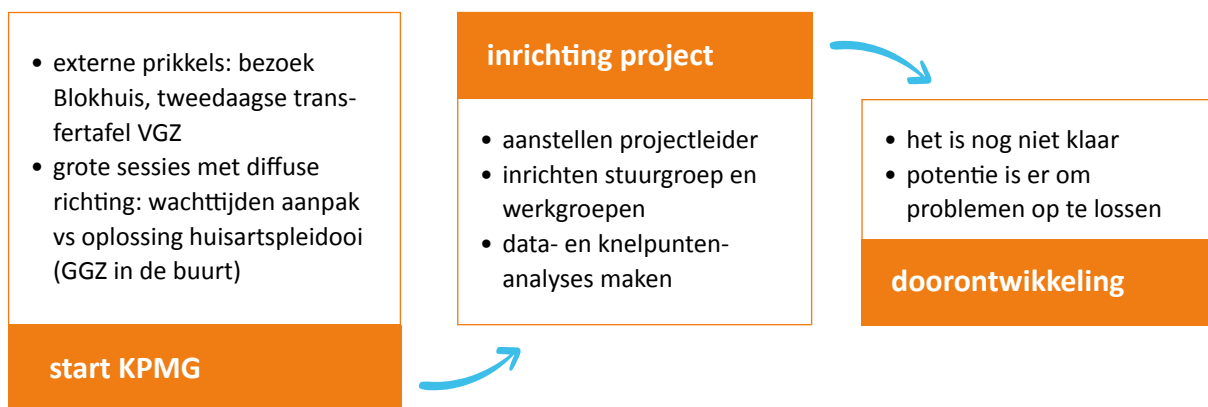 • externe prikkels: bezoek
Blokhuis, tweedaagse trans-
fertafel VGZ
• grote sessies met diffuse
richting: wachttijden aanpak
vs oplossing huisartspleidooi
(GGZ in de buurt)
start KPMG
inrichting project
• aanstellen projectleider
• inrichten stuurgroep en
werkgroepen
• data- en knelpunten-
analyses maken
• het is nog niet klaar
• potentie is er om
problemen op te lossen
doorontwikkeling